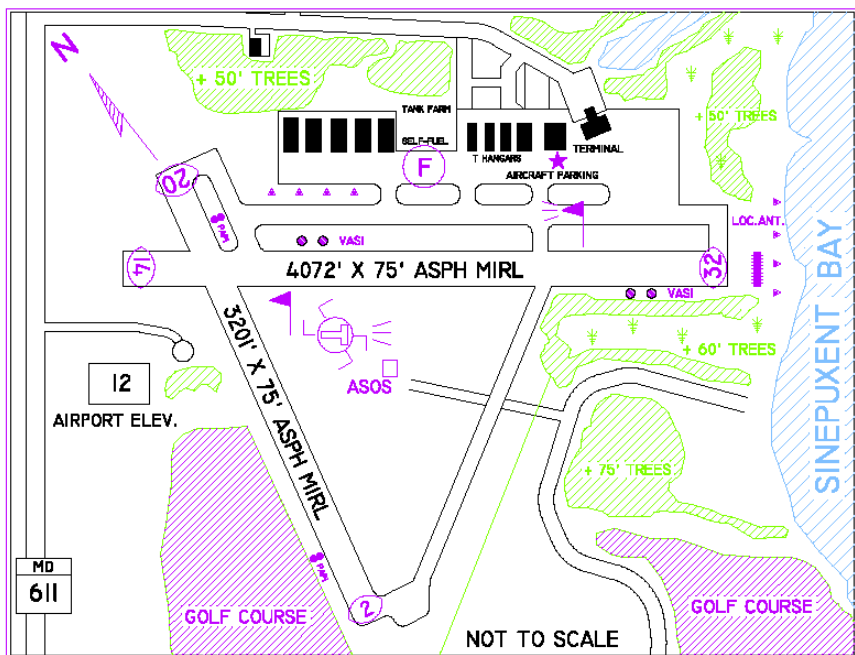 N
+ 50' TREES
TANK FARM
SELF-FUEL
F
T HANGARS
TERMINAL
AIRCRAFT PARKING
+ 50' TREES
20
PAPI
LOC.ANT.
VASI
14
4072' X 75' ASPH MIRL
32
VASI
3201' X 75' ASPH MIRL
+ 60' TREES
ASOS
12
AIRPORT ELEV.
SINEPUXENT BAY
+ 75' TREES
PAPI
MD
611
2
GOLF COURSE
GOLF COURSE
NOT TO SCALE